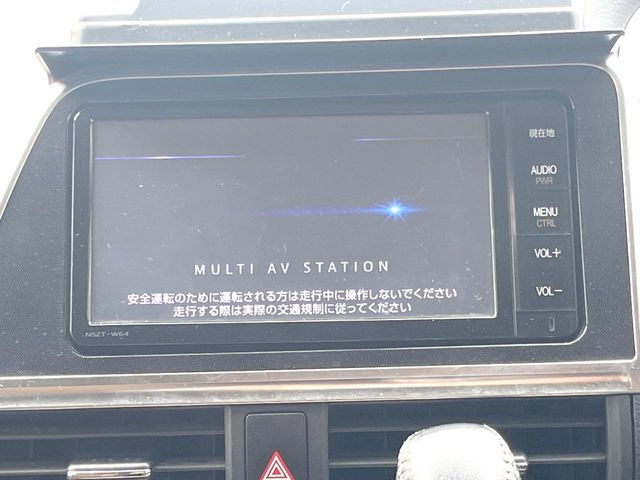 現在地
AUDIO
PWR
MENU
CTRL
VOL+
VOL-
MULTI AV STATION
安全運転のために運転される方は走行中に操作しないでください
走行する際は実際の交通規制に従ってください
NSZT-W64